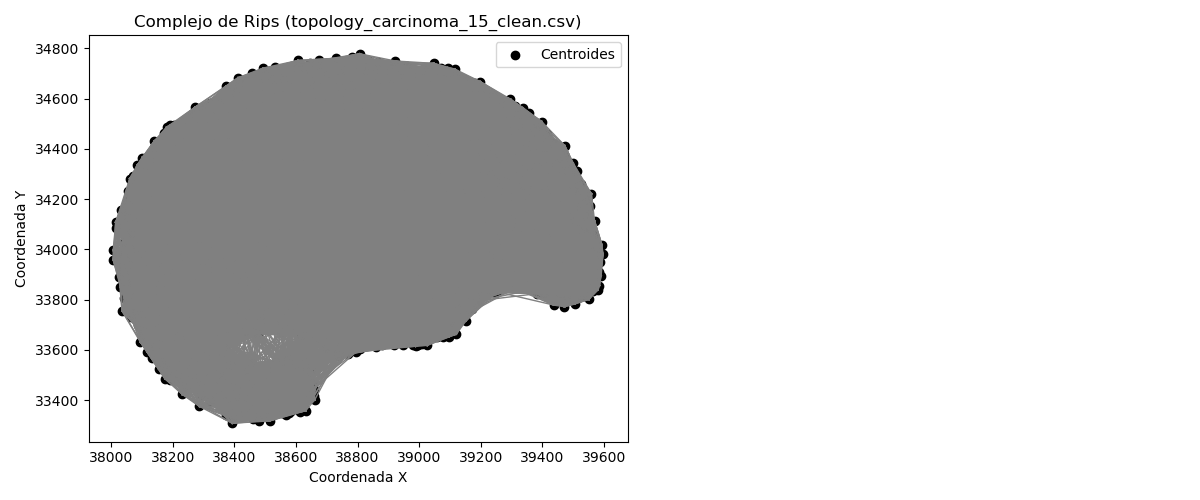 Complejo de Rips (topology_carcinoma_15_clean.csv)
Centroides
34800
34600
34400
34200
34000
33800
33600
33400
Coordenada Y
38000 38200 38400 38600 38800 39000 39200 39400 39600
Coordenada X